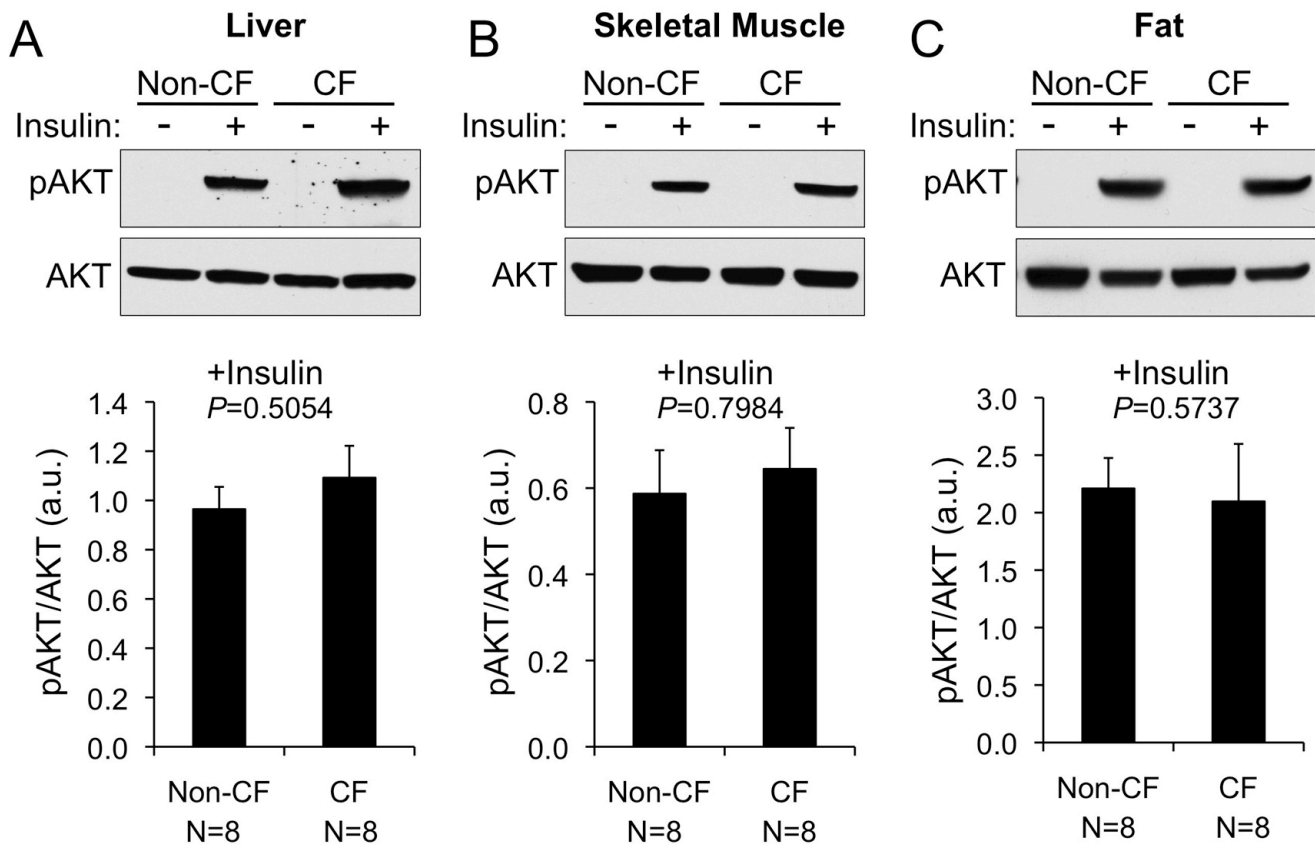 A Liver
Non-CF CF
Insulin: - + - +
pAKT
AKT
+Insulin
P=0.5054
pAKT/AKT (a.u.)
1.4
1.2
1.0
0.8
0.6
0.4
0.2
0.0
Non-CF CF
N=8 N=8
B Skeletal Muscle
Non-CF CF
Insulin: - + - +
pAKT
AKT
+Insulin
P=0.7984
pAKT/AKT (a.u.)
0.8
0.6
0.4
0.2
0.0
Non-CF CF
N=8 N=8
C Fat
Non-CF CF
Insulin: - + - +
pAKT
AKT
+Insulin
P=0.5737
pAKT/AKT (a.u.)
3.0
2.5
2.0
1.5
1.0
0.5
0.0
Non-CF CF
N=8 N=8